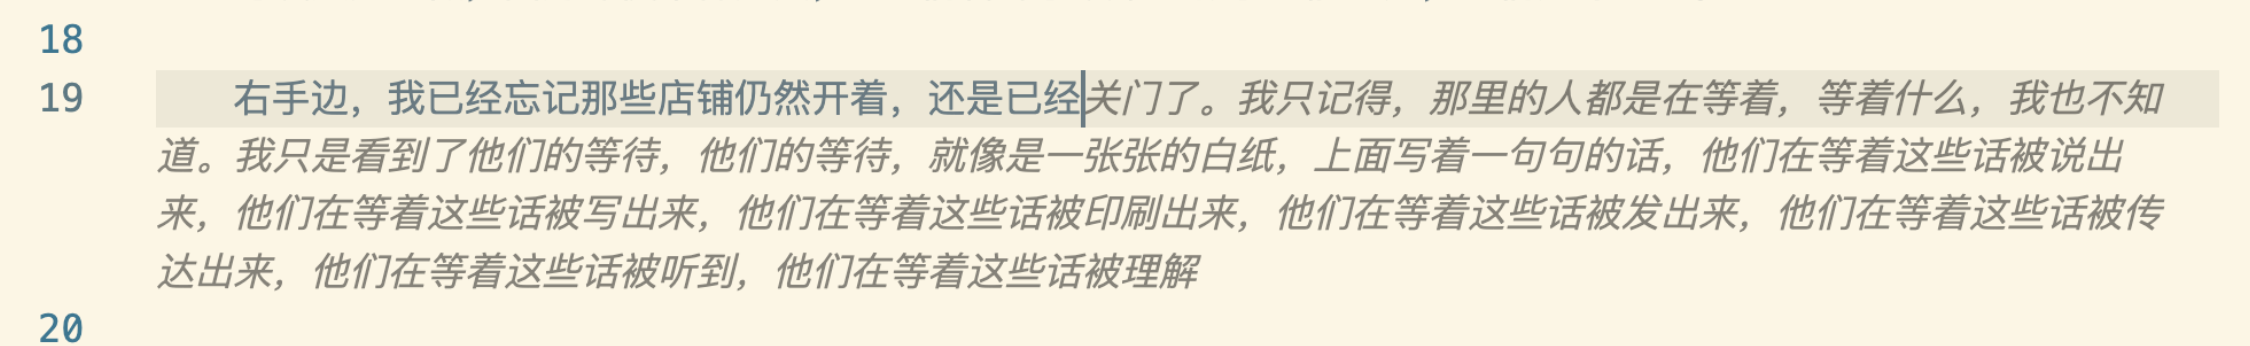 18
19 右手边，我已经忘记那些店铺仍然开着，还是已经关门了。我只记得，那里的人都是在等着，等着什么，我也不知
道。我只是看到了他们的等待，他们的等待，就像是一张张的白纸，上面写着一句句的话，他们在等着这些话被说出
来，他们在等着这些话被写出来，他们在等着这些话被印刷出来，他们在等着这些话被发出来，他们在等着这些话被传
达出来，他们在等着这些话被听到，他们在等着这些话被理解
20